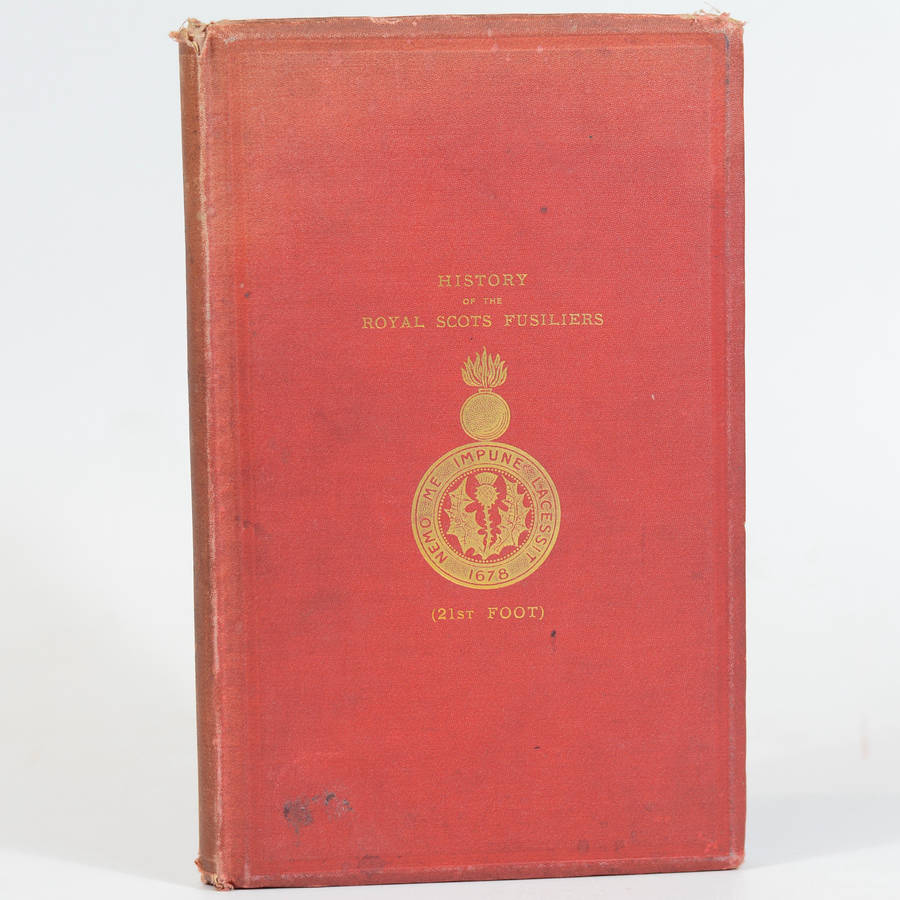 HISTORY
OF THE
ROYAL SCOTS FUSILIERS
NEMO ME IMPUNE LACESSIT
1678
(21ST FOOT)